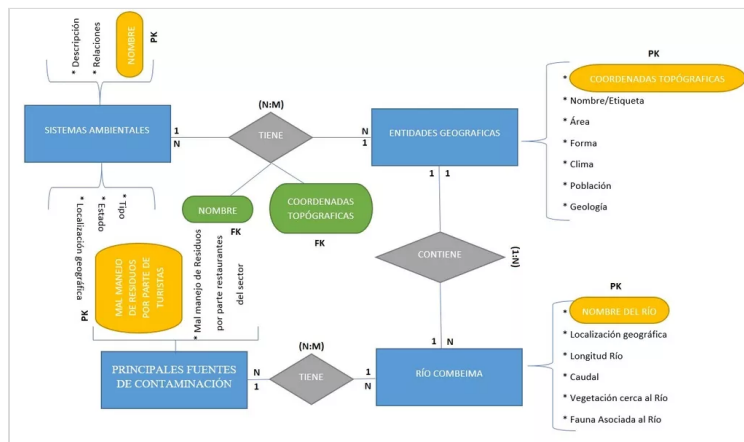 * Descripción
* Relaciones
NOMBRE
PK
SISTEMAS AMBIENTALES
1
N
(N:M)
TIENE
N
1
ENTIDADES GEOGRAFICAS
PK
* COORDENADAS TOPÓGRAFICAS
* Nombre/Etiqueta
* Área
* Forma
* Clima
* Población
* Geología
* Tipo
* Estado
* Localización geográfica
NOMBRE
FK
COORDENADAS
TOPÓGRAFICAS
FK
1 1
CONTIENE
(1:N)
1 N
MAL MANEJO
DE RESIDUOS
POR PARTE DE
TURISTAS
PK
* Mal manejo de Residuos
por parte restaurantes
del sector
PRINCIPALES FUENTES
DE CONTAMINACIÓN
N
1
(N:M)
TIENE
1
N
RÍO COMBEIMA
PK
* NOMBRE DEL RÍO
* Localización geográfica
* Longitud Río
* Caudal
* Vegetación cerca al Río
* Fauna Asociada al Río